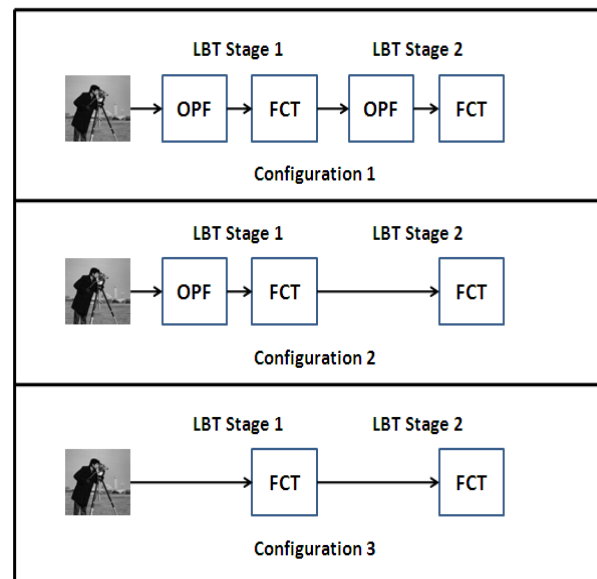 LBT Stage 1 LBT Stage 2
OPF FCT OPF FCT
Configuration 1
LBT Stage 1 LBT Stage 2
OPF FCT FCT
Configuration 2
LBT Stage 1 LBT Stage 2
FCT FCT
Configuration 3